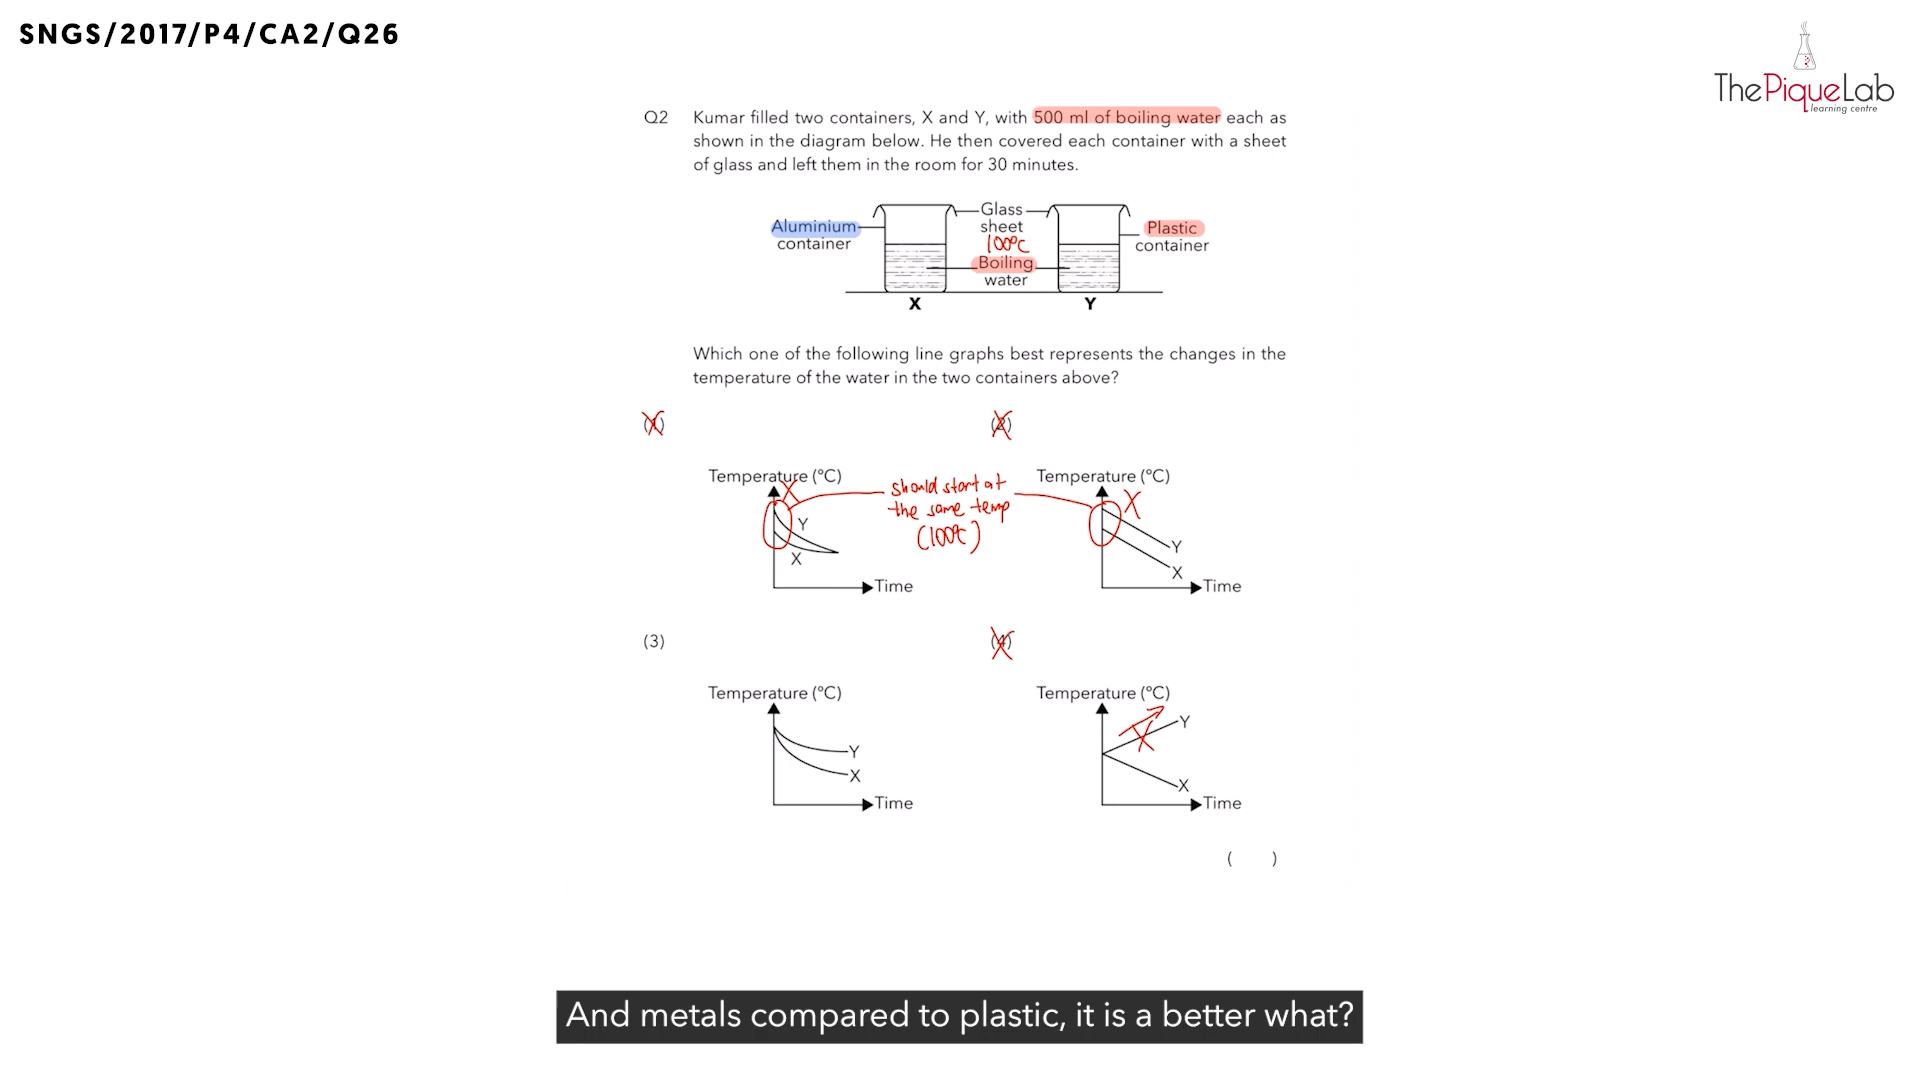 SNGS/2017/P4/CA2/Q26
ThePiqueLab
learning centre
Q2 Kumar filled two containers, X and Y, with 500 ml of boiling water each as
shown in the diagram below. He then covered each container with a sheet
of glass and left them in the room for 30 minutes.
Aluminium
container
Glass
sheet
100°C
Boiling
water
Plastic
container
X
Y
Which one of the following line graphs best represents the changes in the
temperature of the water in the two containers above?
(1)
(2)
Temperature (°C)
X
Y
X
Time
should start at
the same temp
(100°C)
Temperature (°C)
X
Y
X
Time
(3)
(4)
Temperature (°C)
Y
X
Time
Temperature (°C)
Y
X
Time
( )
And metals compared to plastic, it is a better what?